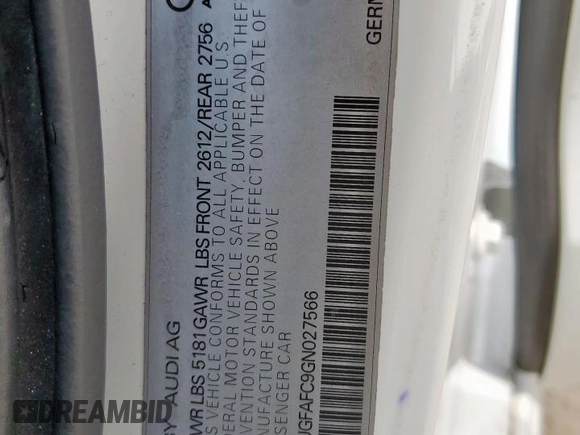 BY AUDI AG
WR LBS 5181 GAWR LBS FRONT 2612/REAR 2756
S VEHICLE CONFORMS TO ALL APPLICABLE U.S.
ERAL MOTOR VEHICLE SAFETY, BUMPER AND THEF
VENTION STANDARDS IN EFFECT ON THE DATE OF
NUFACTURE SHOWN ABOVE
SENGER CAR
GERM
UGFAFC9GN027566
DREAMBID